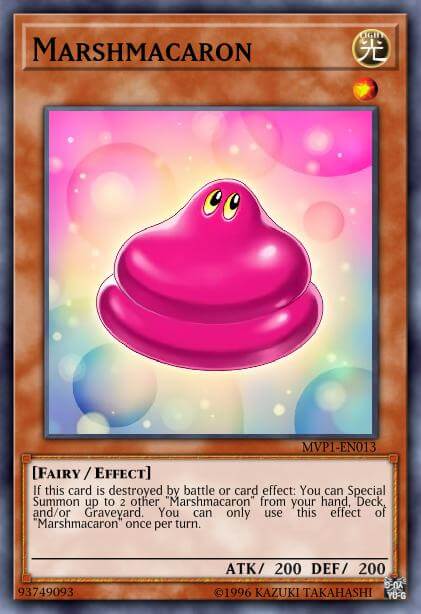 MARSHMACARON
LIGHT
光
MVP1-EN013
[FAIRY / EFFECT]
If this card is destroyed by battle or card effect: You can Special
Summon up to 2 other "Marshmacaron" from your hand, Deck,
and/or Graveyard. You can only use this effect of
"Marshmacaron" once per turn.
ATK/ 200 DEF/ 200
93749093
©1996 KAZUKI TAKAHASHI